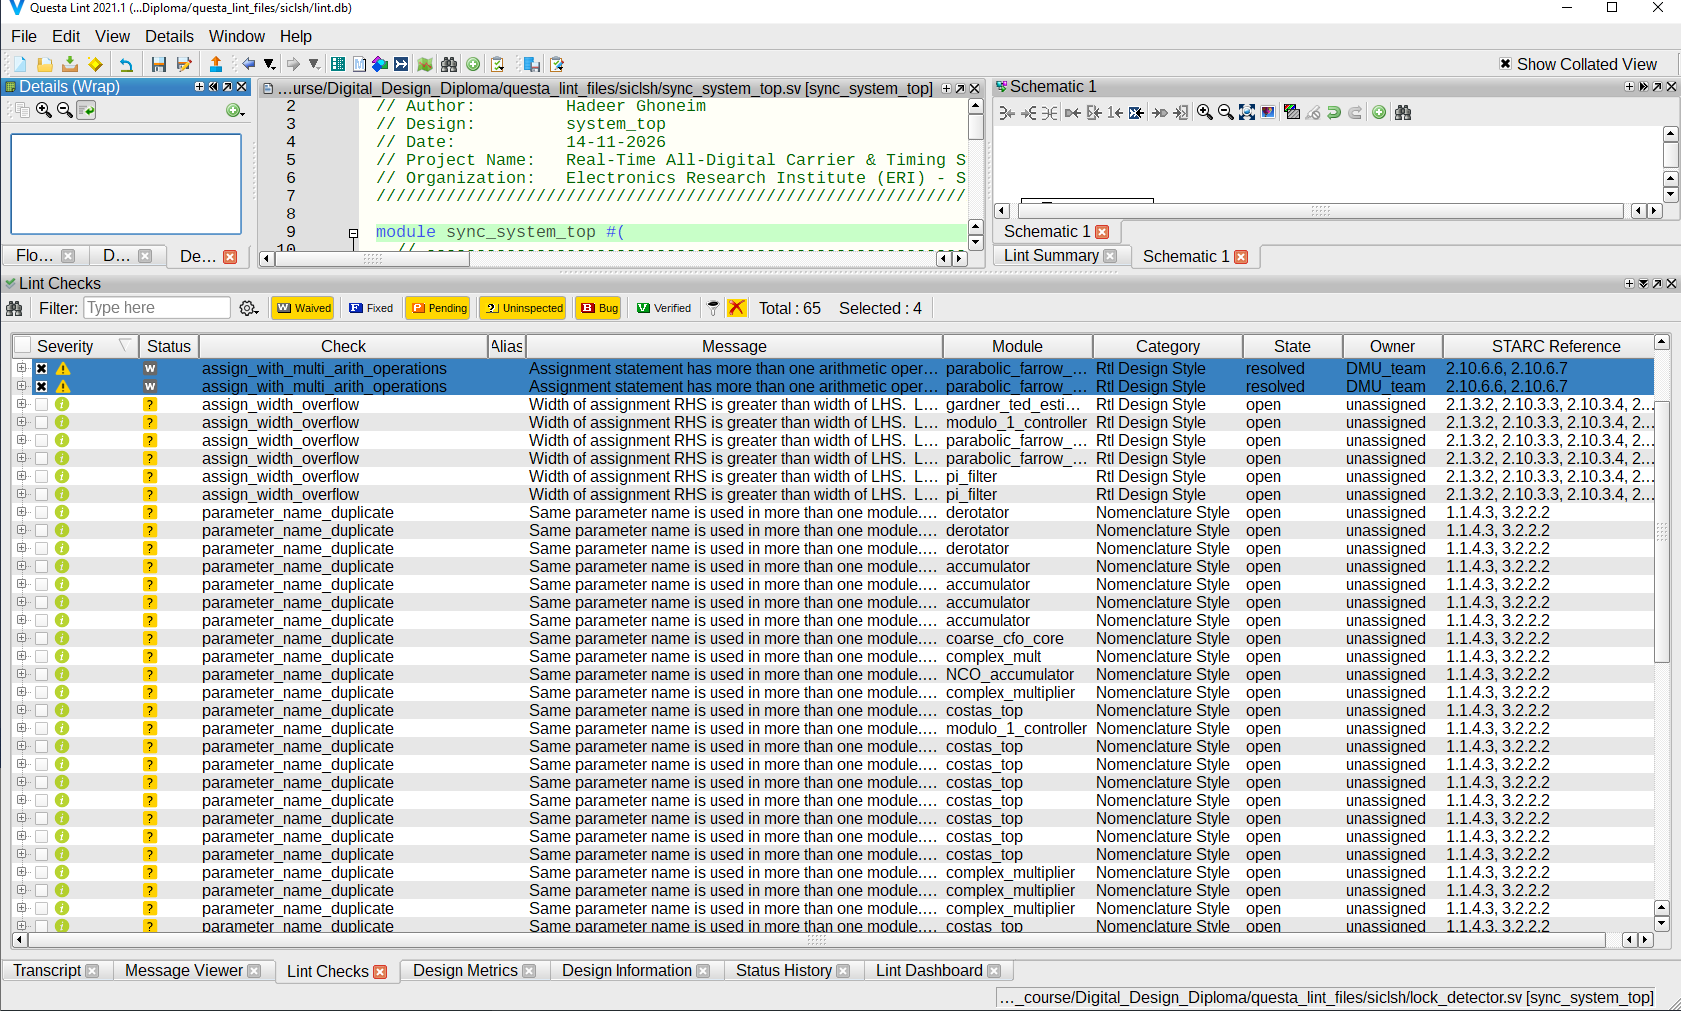 Questa Lint 2021.1 (...Diploma/questa_lint_files/siclsh/lint.db)
File Edit View Details Window Help
Show Collated View
Details (Wrap)
Flo... D... De...
...urse/Digital_Design_Diploma/questa_lint_files/siclsh/sync_system_top.sv [sync_system_top]
2 // Author: Hadeer Ghoneim
3 // Design: system_top
4 // Date: 14-11-2026
5 // Project Name: Real-Time All-Digital Carrier & Timing S
6 // Organization: Electronics Research Institute (ERI) - S
7 ///////////////////////////////////////////////////////////
8
9 module sync_system_top #(
10 //
Schematic 1
Schematic 1
Lint Summary Schematic 1
Lint Checks
Filter: Type here W Waived F Fixed P Pending ? Uninspected B Bug V Verified Total : 65 Selected : 4
Severity Status Check Alias Message Module Category State Owner STARC Reference
W assign_with_multi_arith_operations Assignment statement has more than one arithmetic oper... parabolic_farrow_... Rtl Design Style resolved DMU_team 2.10.6.6, 2.10.6.7
W assign_with_multi_arith_operations Assignment statement has more than one arithmetic oper... parabolic_farrow_... Rtl Design Style resolved DMU_team 2.10.6.6, 2.10.6.7
? assign_width_overflow Width of assignment RHS is greater than width of LHS. L... gardner_ted_esti... Rtl Design Style open unassigned 2.1.3.2, 2.10.3.3, 2.10.3.4, 2...
? assign_width_overflow Width of assignment RHS is greater than width of LHS. L... modulo_1_controller Rtl Design Style open unassigned 2.1.3.2, 2.10.3.3, 2.10.3.4, 2...
? assign_width_overflow Width of assignment RHS is greater than width of LHS. L... parabolic_farrow_... Rtl Design Style open unassigned 2.1.3.2, 2.10.3.3, 2.10.3.4, 2...
? assign_width_overflow Width of assignment RHS is greater than width of LHS. L... parabolic_farrow_... Rtl Design Style open unassigned 2.1.3.2, 2.10.3.3, 2.10.3.4, 2...
? assign_width_overflow Width of assignment RHS is greater than width of LHS. L... pi_filter Rtl Design Style open unassigned 2.1.3.2, 2.10.3.3, 2.10.3.4, 2...
? assign_width_overflow Width of assignment RHS is greater than width of LHS. L... pi_filter Rtl Design Style open unassigned 2.1.3.2, 2.10.3.3, 2.10.3.4, 2...
? parameter_name_duplicate Same parameter name is used in more than one module.... derotator Nomenclature Style open unassigned 1.1.4.3, 3.2.2.2
? parameter_name_duplicate Same parameter name is used in more than one module.... derotator Nomenclature Style open unassigned 1.1.4.3, 3.2.2.2
? parameter_name_duplicate Same parameter name is used in more than one module.... derotator Nomenclature Style open unassigned 1.1.4.3, 3.2.2.2
? parameter_name_duplicate Same parameter name is used in more than one module.... accumulator Nomenclature Style open unassigned 1.1.4.3, 3.2.2.2
? parameter_name_duplicate Same parameter name is used in more than one module.... accumulator Nomenclature Style open unassigned 1.1.4.3, 3.2.2.2
? parameter_name_duplicate Same parameter name is used in more than one module.... accumulator Nomenclature Style open unassigned 1.1.4.3, 3.2.2.2
? parameter_name_duplicate Same parameter name is used in more than one module.... accumulator Nomenclature Style open unassigned 1.1.4.3, 3.2.2.2
? parameter_name_duplicate Same parameter name is used in more than one module.... coarse_cfo_core Nomenclature Style open unassigned 1.1.4.3, 3.2.2.2
? parameter_name_duplicate Same parameter name is used in more than one module.... complex_mult Nomenclature Style open unassigned 1.1.4.3, 3.2.2.2
? parameter_name_duplicate Same parameter name is used in more than one module.... NCO_accumulator Nomenclature Style open unassigned 1.1.4.3, 3.2.2.2
? parameter_name_duplicate Same parameter name is used in more than one module.... complex_multiplier Nomenclature Style open unassigned 1.1.4.3, 3.2.2.2
? parameter_name_duplicate Same parameter name is used in more than one module.... costas_top Nomenclature Style open unassigned 1.1.4.3, 3.2.2.2
? parameter_name_duplicate Same parameter name is used in more than one module.... modulo_1_controller Nomenclature Style open unassigned 1.1.4.3, 3.2.2.2
? parameter_name_duplicate Same parameter name is used in more than one module.... costas_top Nomenclature Style open unassigned 1.1.4.3, 3.2.2.2
? parameter_name_duplicate Same parameter name is used in more than one module.... costas_top Nomenclature Style open unassigned 1.1.4.3, 3.2.2.2
? parameter_name_duplicate Same parameter name is used in more than one module.... costas_top Nomenclature Style open unassigned 1.1.4.3, 3.2.2.2
? parameter_name_duplicate Same parameter name is used in more than one module.... costas_top Nomenclature Style open unassigned 1.1.4.3, 3.2.2.2
? parameter_name_duplicate Same parameter name is used in more than one module.... costas_top Nomenclature Style open unassigned 1.1.4.3, 3.2.2.2
? parameter_name_duplicate Same parameter name is used in more than one module.... costas_top Nomenclature Style open unassigned 1.1.4.3, 3.2.2.2
? parameter_name_duplicate Same parameter name is used in more than one module.... costas_top Nomenclature Style open unassigned 1.1.4.3, 3.2.2.2
? parameter_name_duplicate Same parameter name is used in more than one module.... complex_multiplier Nomenclature Style open unassigned 1.1.4.3, 3.2.2.2
? parameter_name_duplicate Same parameter name is used in more than one module.... complex_multiplier Nomenclature Style open unassigned 1.1.4.3, 3.2.2.2
? parameter_name_duplicate Same parameter name is used in more than one module.... complex_multiplier Nomenclature Style open unassigned 1.1.4.3, 3.2.2.2
? parameter_name_duplicate Same parameter name is used in more than one module.... costas_top Nomenclature Style open unassigned 1.1.4.3, 3.2.2.2
Transcript Message Viewer Lint Checks Design Metrics Design Information Status History Lint Dashboard
..._course/Digital_Design_Diploma/questa_lint_files/siclsh/lock_detector.sv [sync_system_top]